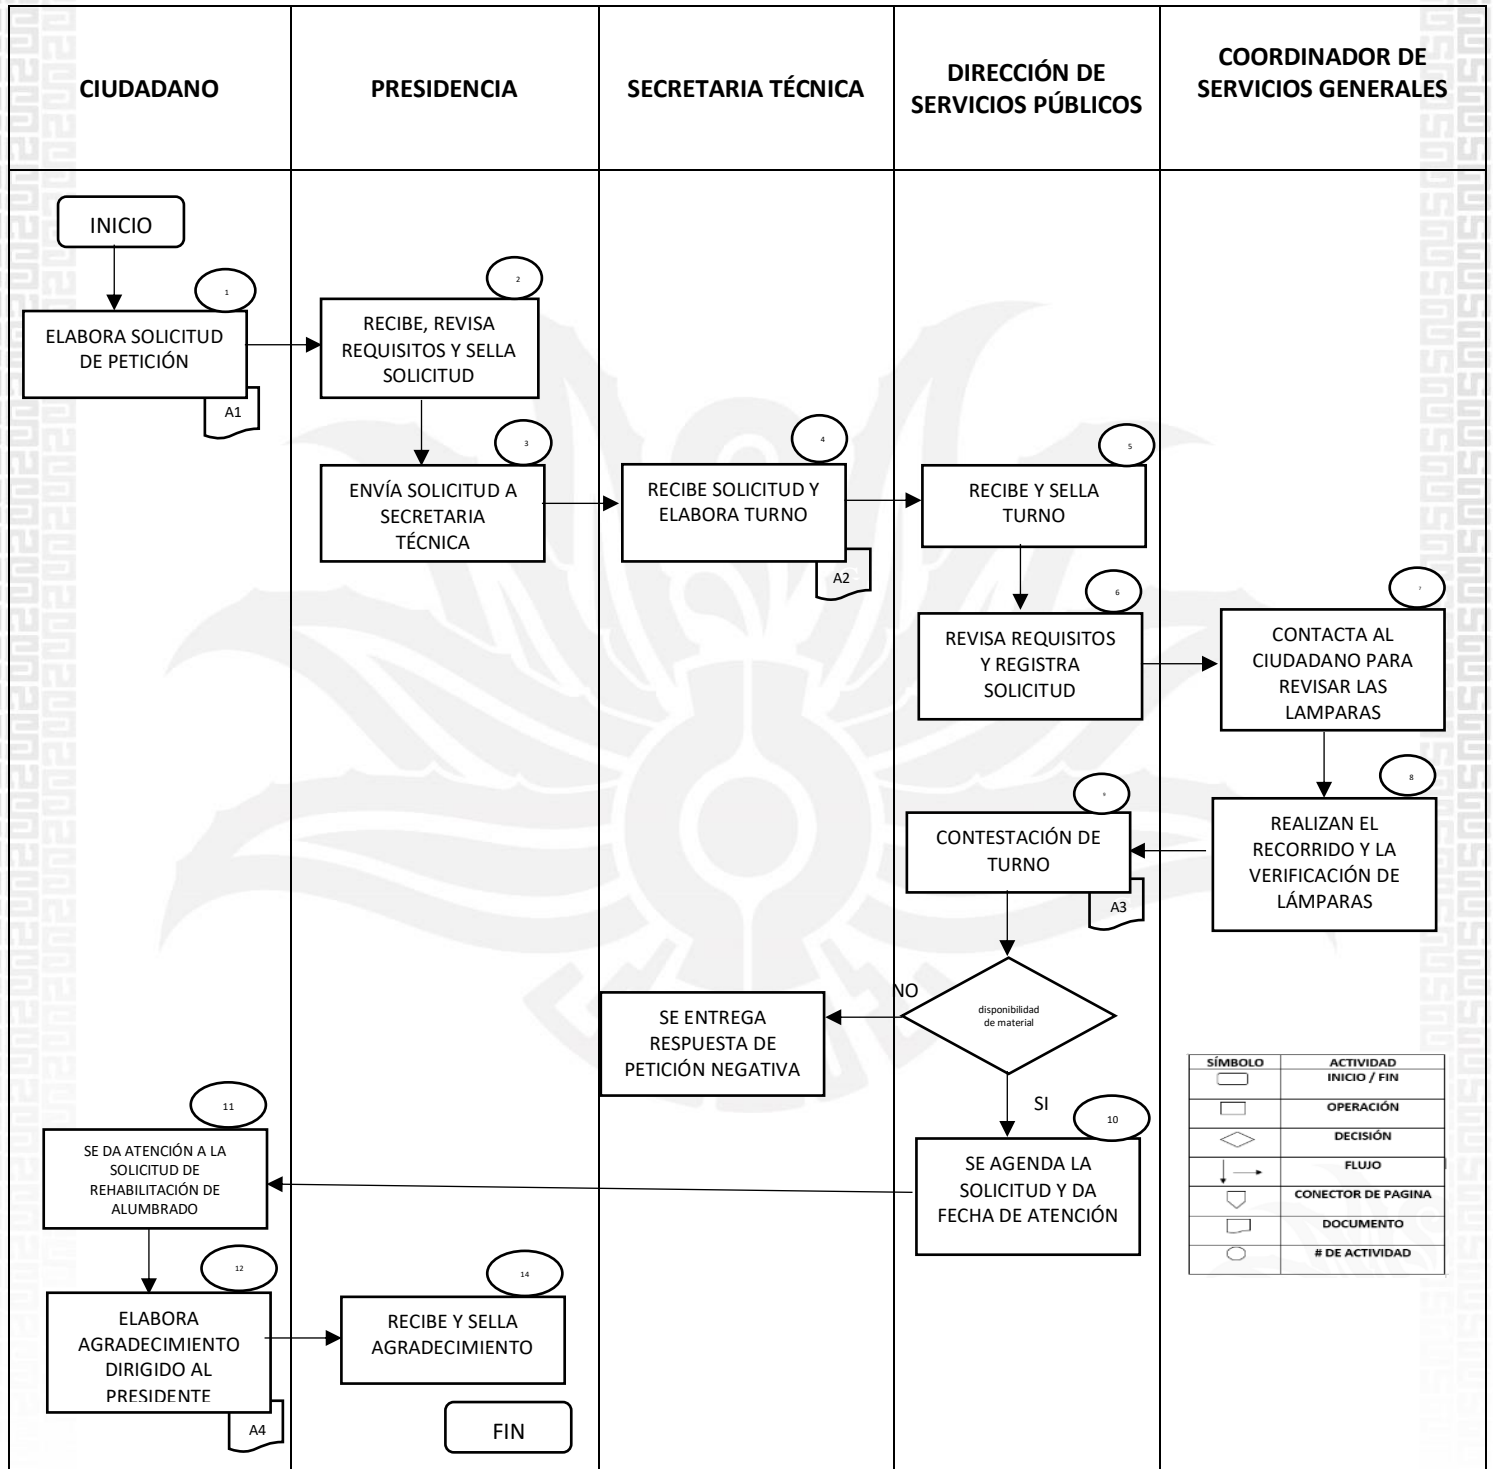 CIUDADANO
PRESIDENCIA
SECRETARIA TÉCNICA
DIRECCIÓN DE
SERVICIOS PÚBLICOS
COORDINADOR DE
SERVICIOS GENERALES
INICIO
1
ELABORA SOLICITUD
DE PETICIÓN
A1
2
RECIBE, REVISA
REQUISITOS Y SELLA
SOLICITUD
3
ENVÍA SOLICITUD A
SECRETARIA
TÉCNICA
4
RECIBE SOLICITUD Y
ELABORA TURNO
A2
5
RECIBE Y SELLA
TURNO
6
REVISA REQUISITOS
Y REGISTRA
SOLICITUD
7
CONTACTA AL
CIUDADANO PARA
REVISAR LAS
LAMPARAS
8
REALIZAN EL
RECORRIDO Y LA
VERIFICACIÓN DE
LÁMPARAS
9
CONTESTACIÓN DE
TURNO
A3
disponibilidad
de material
NO
SE ENTREGA
RESPUESTA DE
PETICIÓN NEGATIVA
SI
10
SE AGENDA LA
SOLICITUD Y DA
FECHA DE ATENCIÓN
11
SE DA ATENCIÓN A LA
SOLICITUD DE
REHABILITACIÓN DE
ALUMBRADO
12
ELABORA
AGRADECIMIENTO
DIRIGIDO AL
PRESIDENTE
A4
14
RECIBE Y SELLA
AGRADECIMIENTO
FIN
SÍMBOLO ACTIVIDAD
INICIO / FIN
OPERACIÓN
DECISIÓN
FLUJO
CONECTOR DE PAGINA
DOCUMENTO
# DE ACTIVIDAD